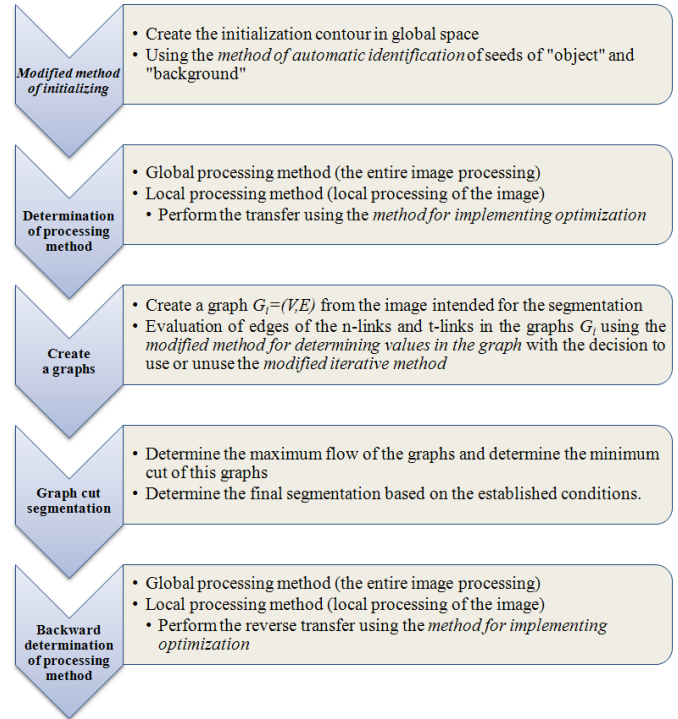 Modified method
of initializing
• Create the initialization contour in global space
• Using the method of automatic identification of seeds of "object" and
"background"
Determination
of processing
method
• Global processing method (the entire image processing)
• Local processing method (local processing of the image)
• Perform the transfer using the method for implementing optimization
Create
a graphs
• Create a graph Gi=(V,E) from the image intended for the segmentation
• Evaluation of edges of the n-links and t-links in the graphs Gi using the
modified method for determining values in the graph with the decision to
use or unuse the modified iterative method
Graph cut
segmentation
• Determine the maximum flow of the graphs and determine the minimum
cut of this graphs
• Determine the final segmentation based on the established conditions.
Backward
determination
of processing
method
• Global processing method (the entire image processing)
• Local processing method (local processing of the image)
• Perform the reverse transfer using the method for implementing
optimization